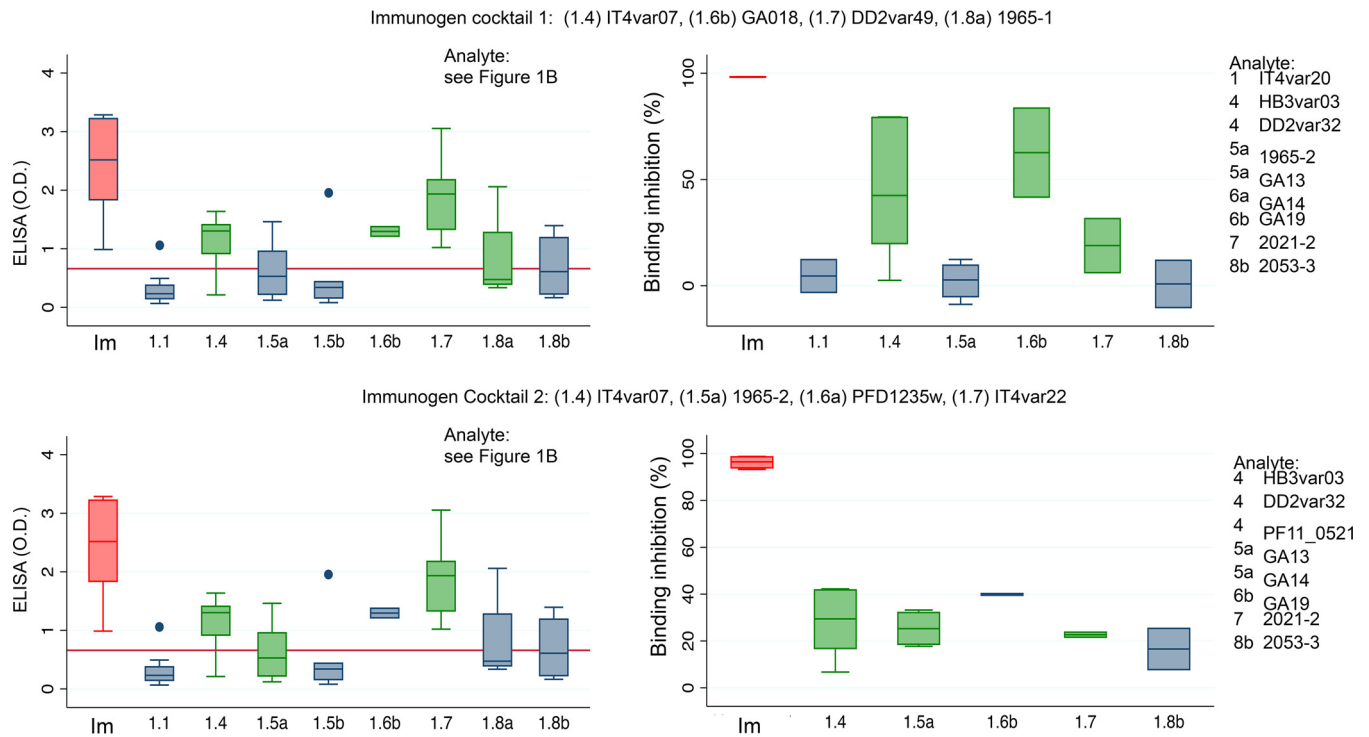 Immunogen cocktail 1: (1.4) IT4var07, (1.6b) GA018, (1.7) DD2var49, (1.8a) 1965-1
Analyte:
see Figure 1B
ELISA (O.D.)
4
3
2
1
0
Im 1.1 1.4 1.5a 1.5b 1.6b 1.7 1.8a 1.8b
Binding inhibition (%)
100
50
0
Im 1.1 1.4 1.5a 1.6b 1.7 1.8b
Analyte:
1 IT4var20
4 HB3var03
4 DD2var32
5a 1965-2
5a GA13
6a GA14
6b GA19
7 2021-2
8b 2053-3
Immunogen Cocktail 2: (1.4) IT4var07, (1.5a) 1965-2, (1.6a) PFD1235w, (1.7) IT4var22
Analyte:
see Figure 1B
ELISA (O.D.)
4
3
2
1
0
Im 1.1 1.4 1.5a 1.5b 1.6b 1.7 1.8a 1.8b
Binding inhibition (%)
100
80
60
40
20
0
Im 1.4 1.5a 1.6b 1.7 1.8b
Analyte:
4 HB3var03
4 DD2var32
4 PF11_0521
5a GA13
5a GA14
6b GA19
7 2021-2
8b 2053-3